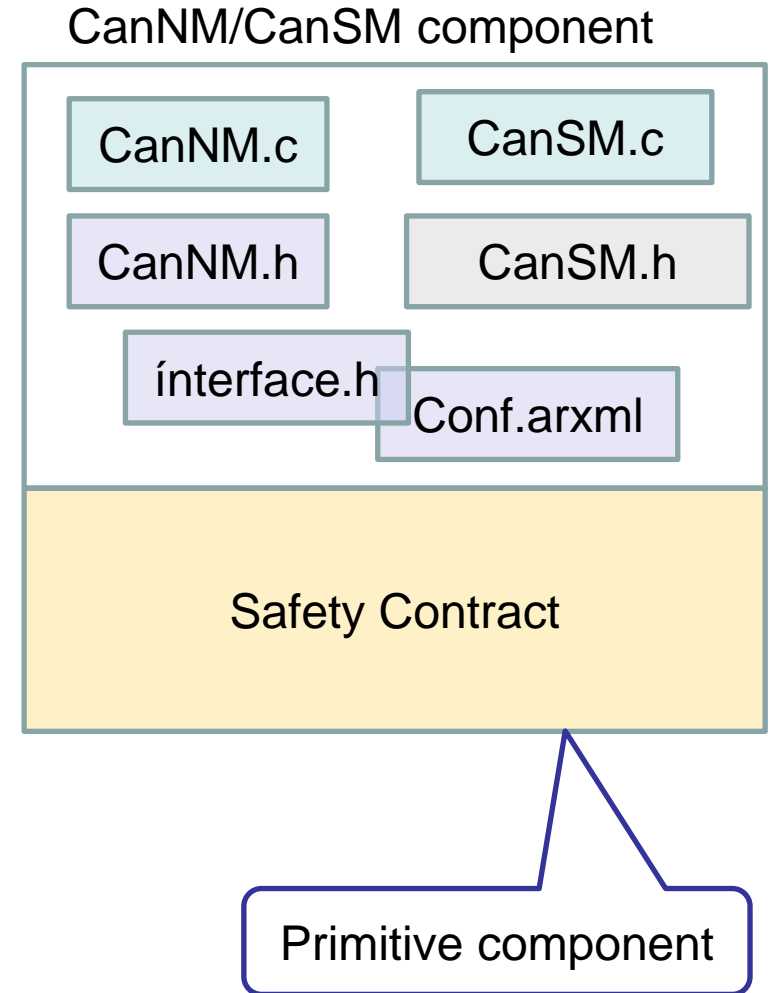 CanNM/CanSM component
CanNM.c
CanSM.c
CanNM.h
CanSM.h
ínterface.h
Conf.arxml
Safety Contract
Primitive component